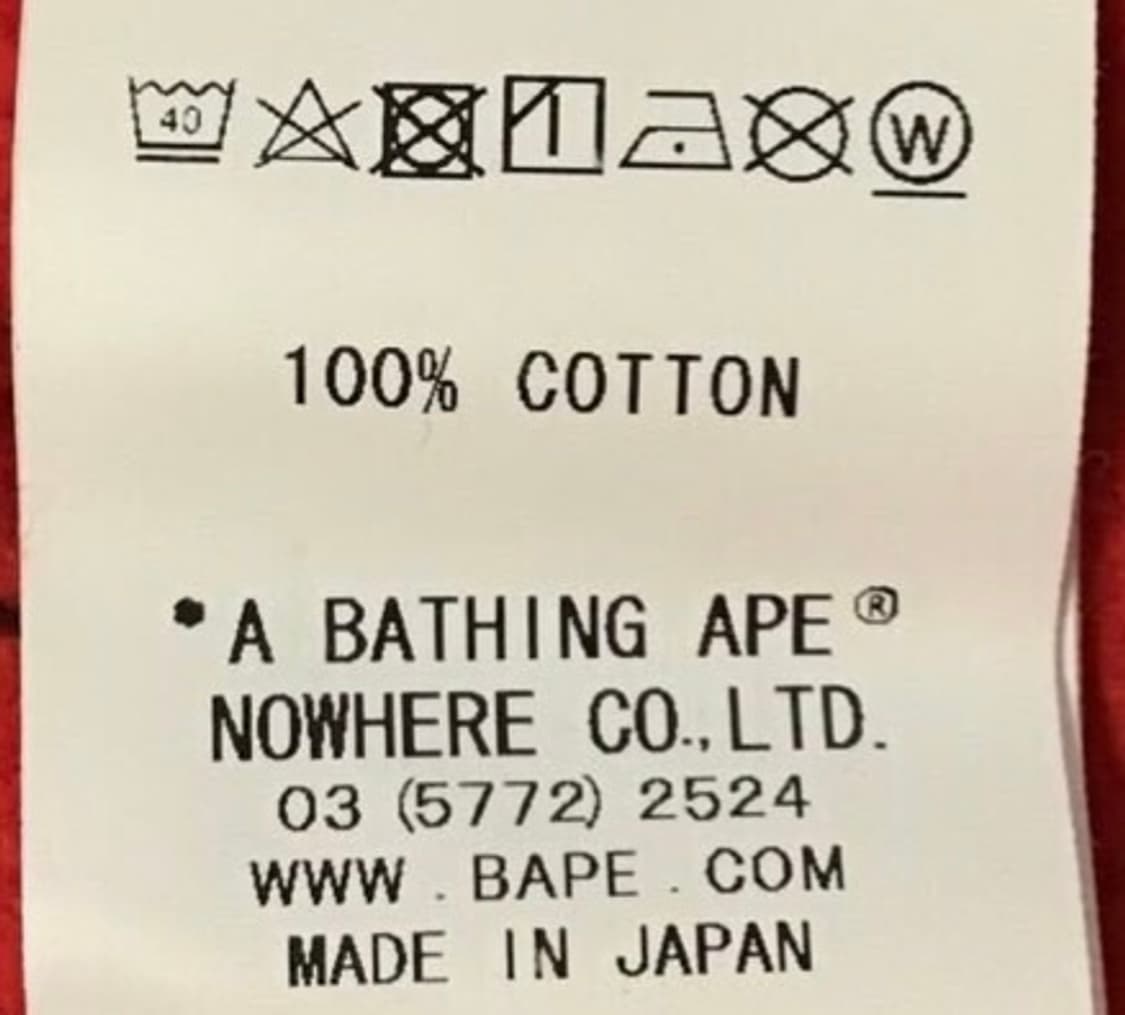 40
W
100% COTTON
•A BATHING APE®
NOWHERE CO.,LTD.
03 (5772) 2524
WWW . BAPE . COM
MADE IN JAPAN